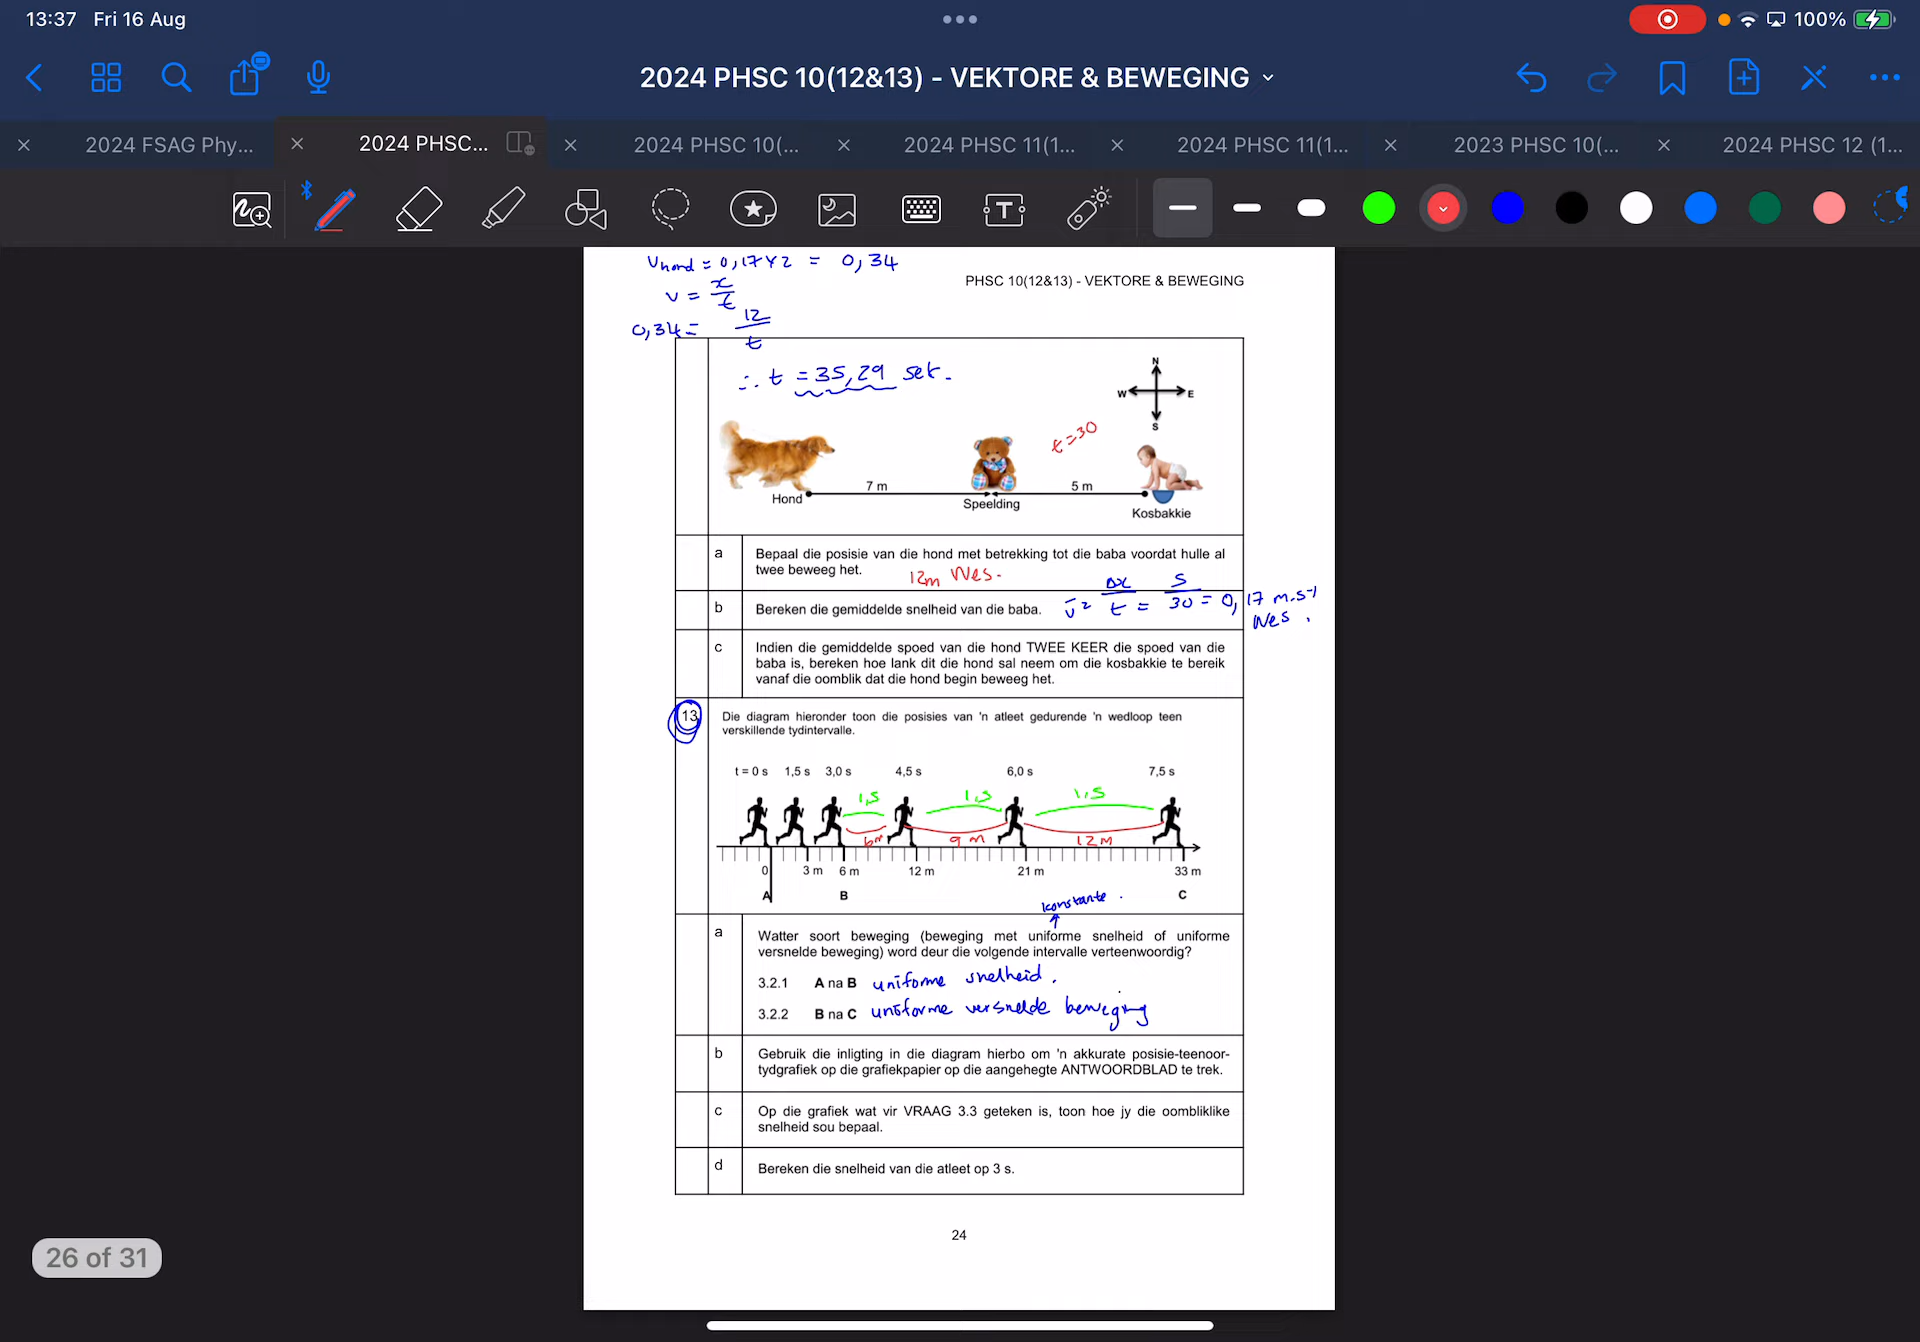 13:37 Fri 16 Aug
100%
2024 PHSC 10(12&13) - VEKTORE & BEWEGING
2024 FSAG Phy...
2024 PHSC...
2024 PHSC 10(...
2024 PHSC 11(1...
2024 PHSC 11(1...
2023 PHSC 10(...
2024 PHSC 12 (1...
Vhond = 0,17x2 = 0,34
PHSC 10(12&13) - VEKTORE & BEWEGING
v = x/t
0,34 = 12/t
∴ t = 35,29 sek.
N
W E
S
t=30
7 m
5 m
Hond
Speelding
Kosbakkie
a Bepaal die posisie van die hond met betrekking tot die baba voordat hulle al
twee beweeg het. 12m Wes.
b Bereken die gemiddelde snelheid van die baba. v̄ = Δx/t = 5/30 = 0,17 m.s⁻¹
Wes.
c Indien die gemiddelde spoed van die hond TWEE KEER die spoed van die
baba is, bereken hoe lank dit die hond sal neem om die kosbakkie te bereik
vanaf die oomblik dat die hond begin beweeg het.
13 Die diagram hieronder toon die posisies van 'n atleet gedurende 'n wedloop teen
verskillende tydintervalle.
t = 0 s 1,5 s 3,0 s 4,5 s 6,0 s 7,5 s
1,5 1,5 1,5
6m 9m 12m
0 3 m 6 m 12 m 21 m 33 m
A B C
konstante.
a Watter soort beweging (beweging met uniforme snelheid of uniforme
versnelde beweging) word deur die volgende intervalle verteenwoordig?
3.2.1 A na B uniforme snelheid.
3.2.2 B na C uniforme versnelde beweging
b Gebruik die inligting in die diagram hierbo om 'n akkurate posisie-teenoor-
tydgrafiek op die grafiekpapier op die aangehegte ANTWOORDBLAD te trek.
c Op die grafiek wat vir VRAAG 3.3 geteken is, toon hoe jy die oombliklike
snelheid sou bepaal.
d Bereken die snelheid van die atleet op 3 s.
24
26 of 31